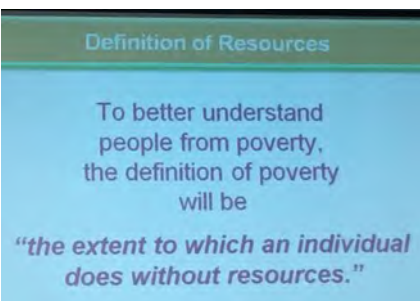 Definition of Resources
To better understand
people from poverty,
the definition of poverty
will be
“the extent to which an individual
does without resources.”